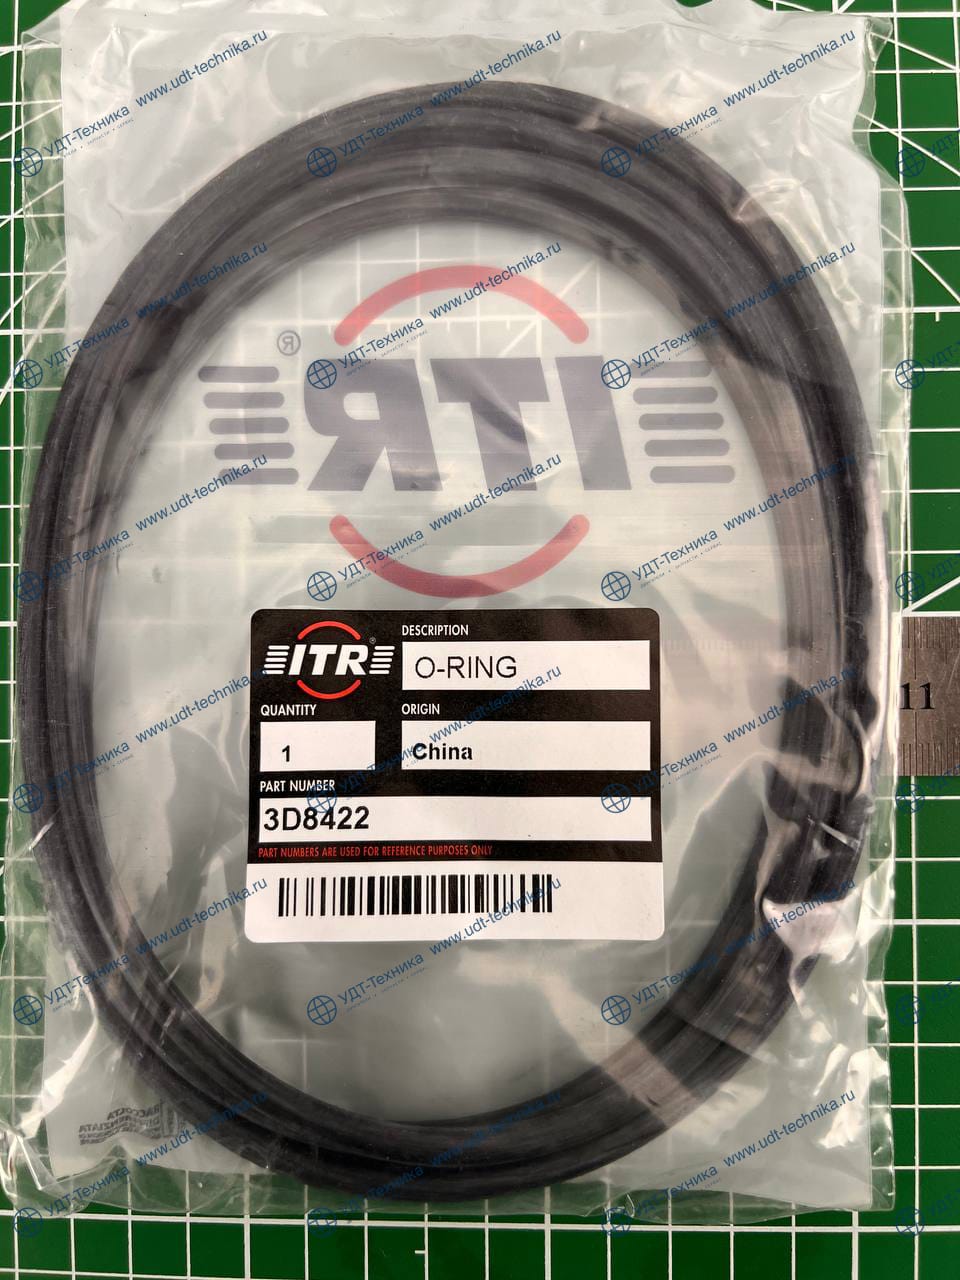 ®
ITR
ITR®
DESCRIPTION
O-RING
QUANTITY
ORIGIN
1
China
PART NUMBER
3D8422
PART NUMBERS ARE USED FOR REFERENCE PURPOSES ONLY
11
RACCOLTA
УДТ-Техника
www.udt-technika.ru